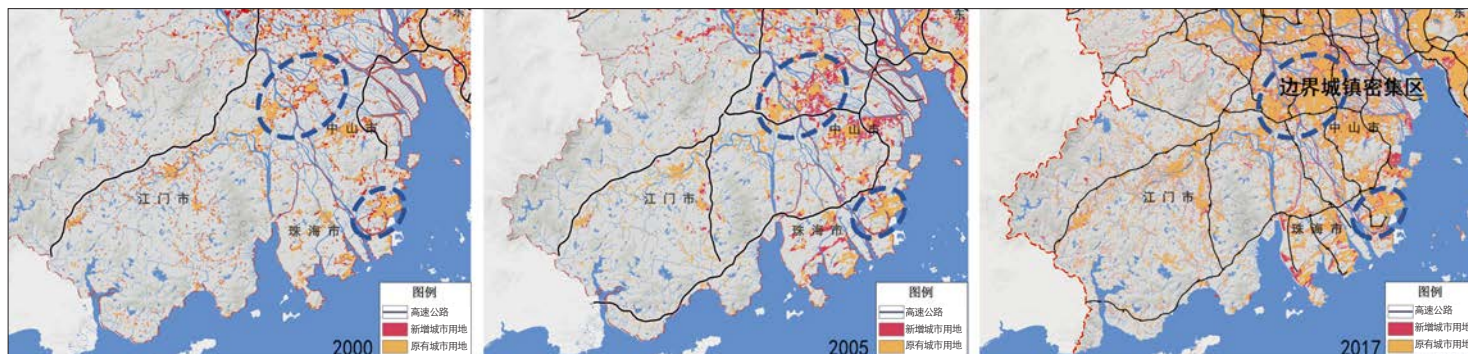 东
中山市
江门市
珠海市
图例
高速公路
新增城市用地
原有城市用地
2000
东
中山市
江门市
珠海市
图例
高速公路
新增城市用地
原有城市用地
2005
东
边界城镇密集区
中山市
江门市
珠海市
图例
高速公路
新增城市用地
原有城市用地
2017